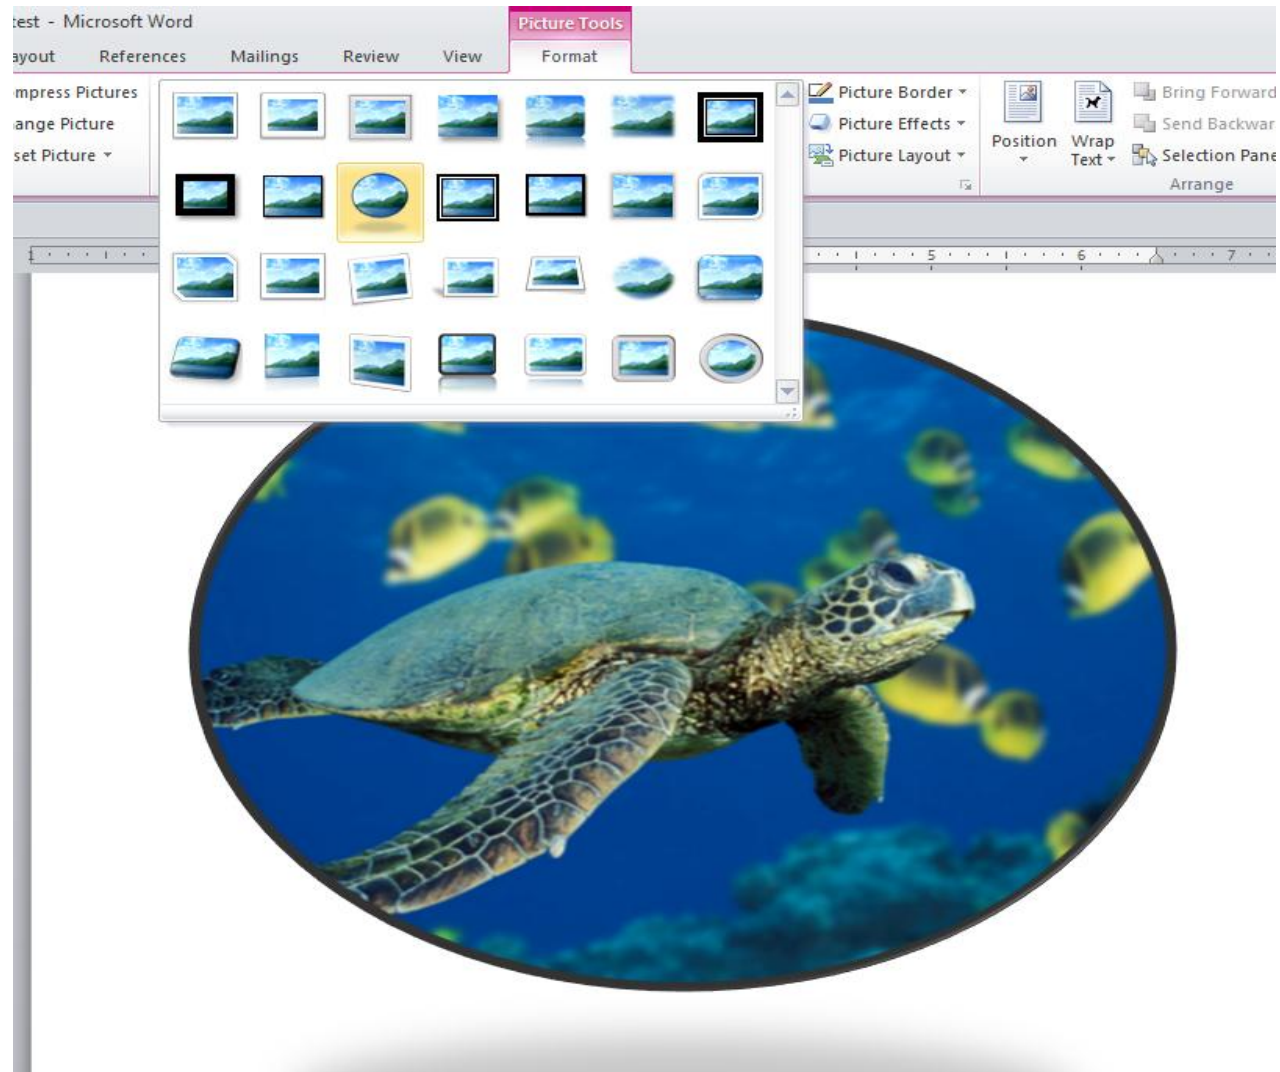 test - Microsoft Word
Picture Tools
ayout References Mailings Review View Format
mpress Pictures
ange Picture
set Picture
Picture Border
Picture Effects
Picture Layout
Position
Wrap
Text
Bring Forward
Send Backwar
Selection Pane
Arrange
1 5 6 7